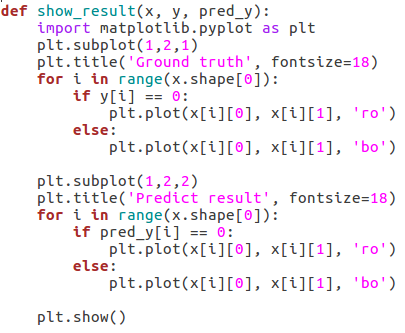 def show_result(x, y, pred_y):
    import matplotlib.pyplot as plt
    plt.subplot(1,2,1)
    plt.title('Ground truth', fontsize=18)
    for i in range(x.shape[0]):
        if y[i] == 0:
            plt.plot(x[i][0], x[i][1], 'ro')
        else:
            plt.plot(x[i][0], x[i][1], 'bo')

    plt.subplot(1,2,2)
    plt.title('Predict result', fontsize=18)
    for i in range(x.shape[0]):
        if pred_y[i] == 0:
            plt.plot(x[i][0], x[i][1], 'ro')
        else:
            plt.plot(x[i][0], x[i][1], 'bo')

    plt.show()